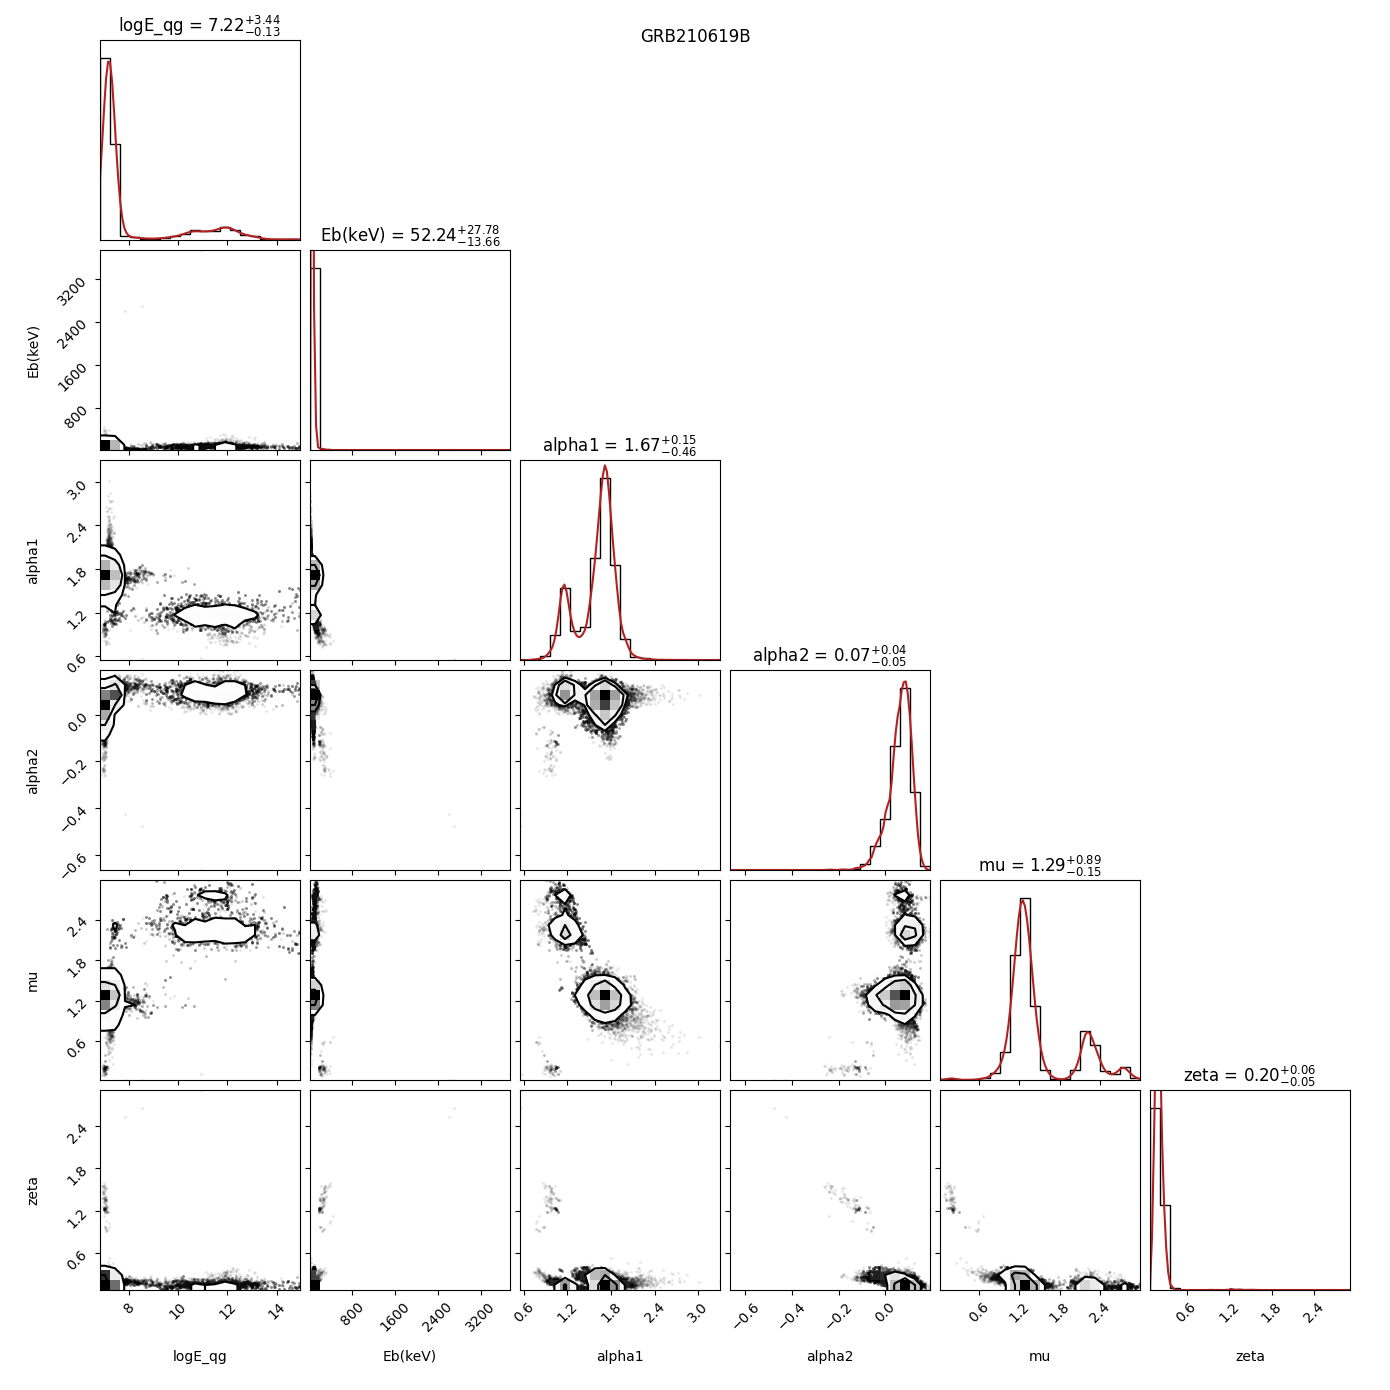 GRB210619B
logE_qg = 7.22 +3.44 −0.13
Eb(keV) = 52.24 +27.78 −13.66
3200
2400
1600
800
Eb(keV)
alpha1 = 1.67 +0.15 −0.46
3.0
2.4
1.8
1.2
0.6
alpha1
alpha2 = 0.07 +0.04 −0.05
0.0
−0.2
−0.4
−0.6
alpha2
mu = 1.29 +0.89 −0.15
2.4
1.8
1.2
0.6
mu
zeta = 0.20 +0.06 −0.05
2.4
1.8
1.2
0.6
zeta
8 10 12 14 800 1600 2400 3200 0.6 1.2 1.8 2.4 3.0 −0.6 −0.4 −0.2 0.0 0.6 1.2 1.8 2.4 0.6 1.2 1.8 2.4
logE_qg Eb(keV) alpha1 alpha2 mu zeta